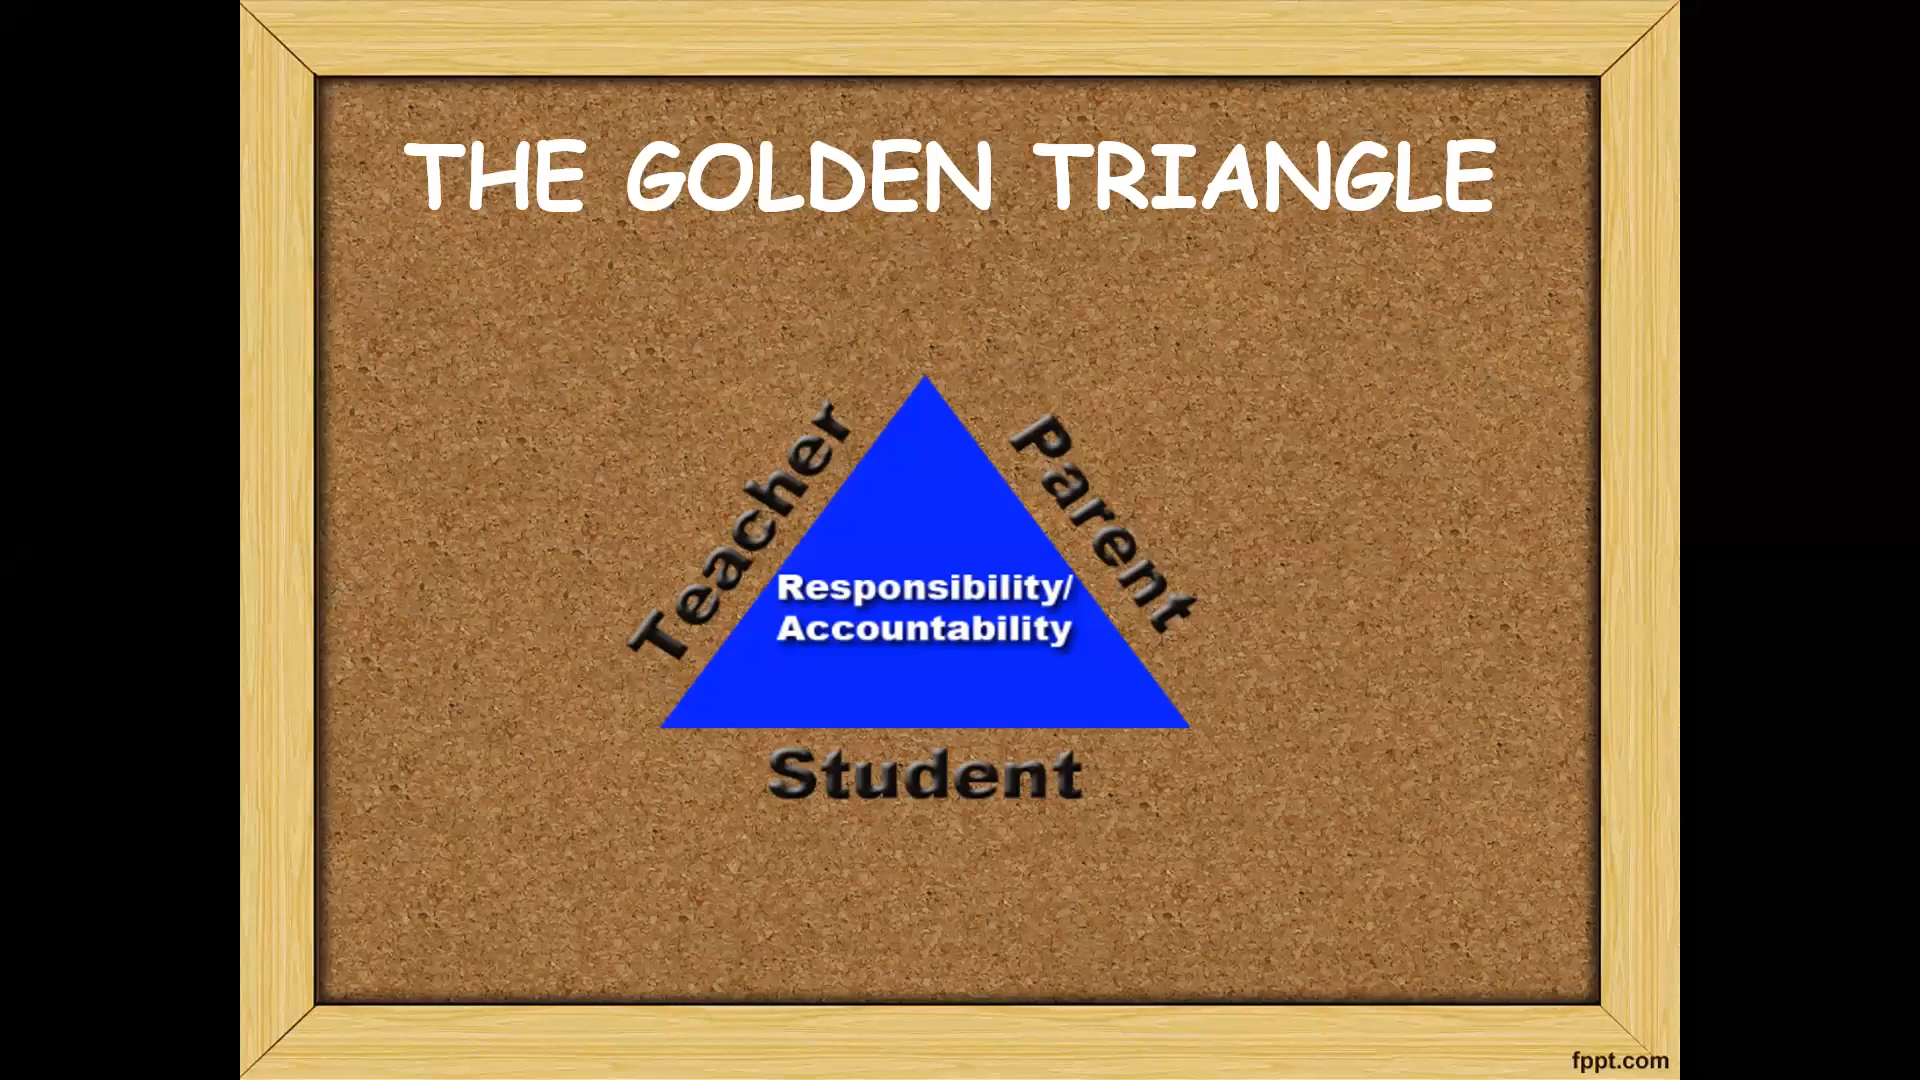 THE GOLDEN TRIANGLE
Teacher
Parent
Responsibility/
Accountability
Student
fppt.com